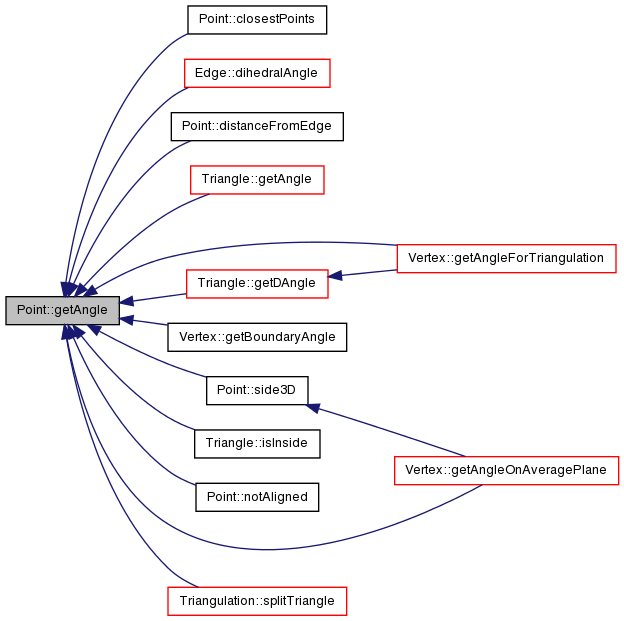 Point::closestPoints
Edge::dihedralAngle
Point::distanceFromEdge
Triangle::getAngle
Vertex::getAngleForTriangulation
Triangle::getDAngle
Point::getAngle
Vertex::getBoundaryAngle
Point::side3D
Triangle::isInside
Vertex::getAngleOnAveragePlane
Point::notAligned
Triangulation::splitTriangle